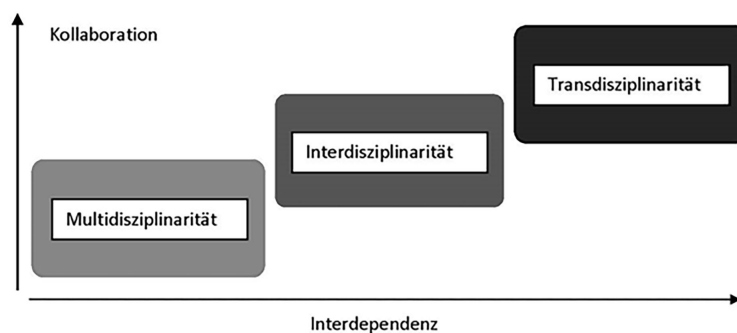 Kollaboration
Transdisziplinarität
Interdisziplinarität
Multidisziplinarität
Interdependenz